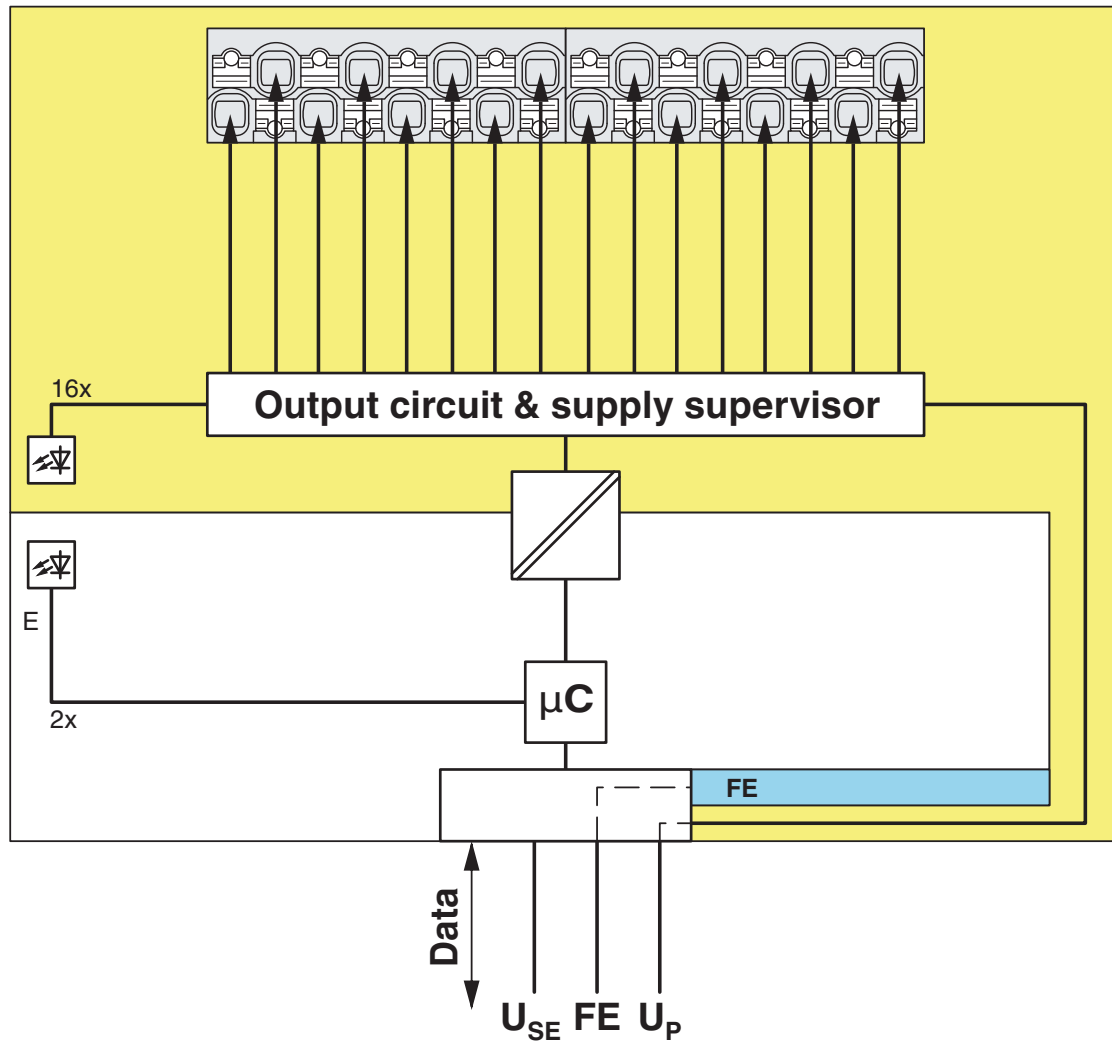 16x
Output circuit & supply supervisor
E
2x
µC
FE
Data
USE FE UP